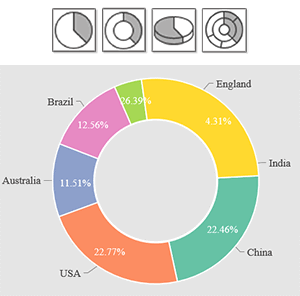 England
26.39%
Brazil
4.31%
12.56%
India
Australia
11.51%
22.46%
China
22.77%
USA